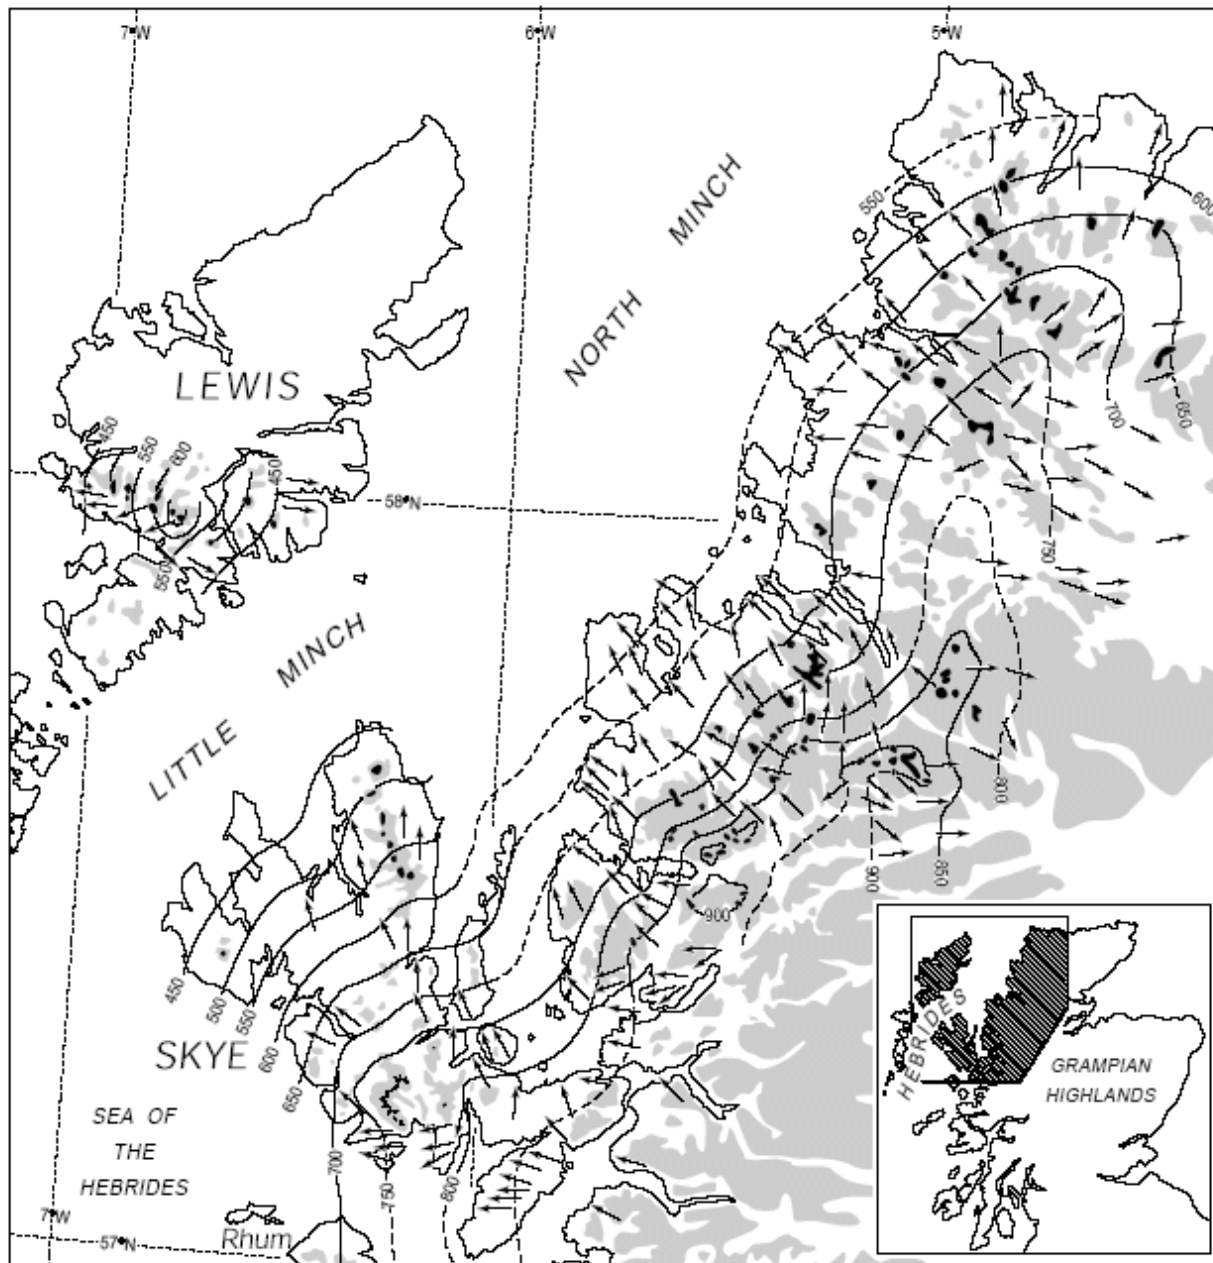 7°W
6°W
5°W
NORTH MINCH
550
600
LEWIS
450
550
600
450
700
650
58°N
550
750
LITTLE MINCH
800
900
850
900
450
500
550
600
650
SKYE
HEBRIDES
GRAMPIAN
HIGHLANDS
SEA OF
THE
HEBRIDES
700
750
800
7°W
57°N
Rhum